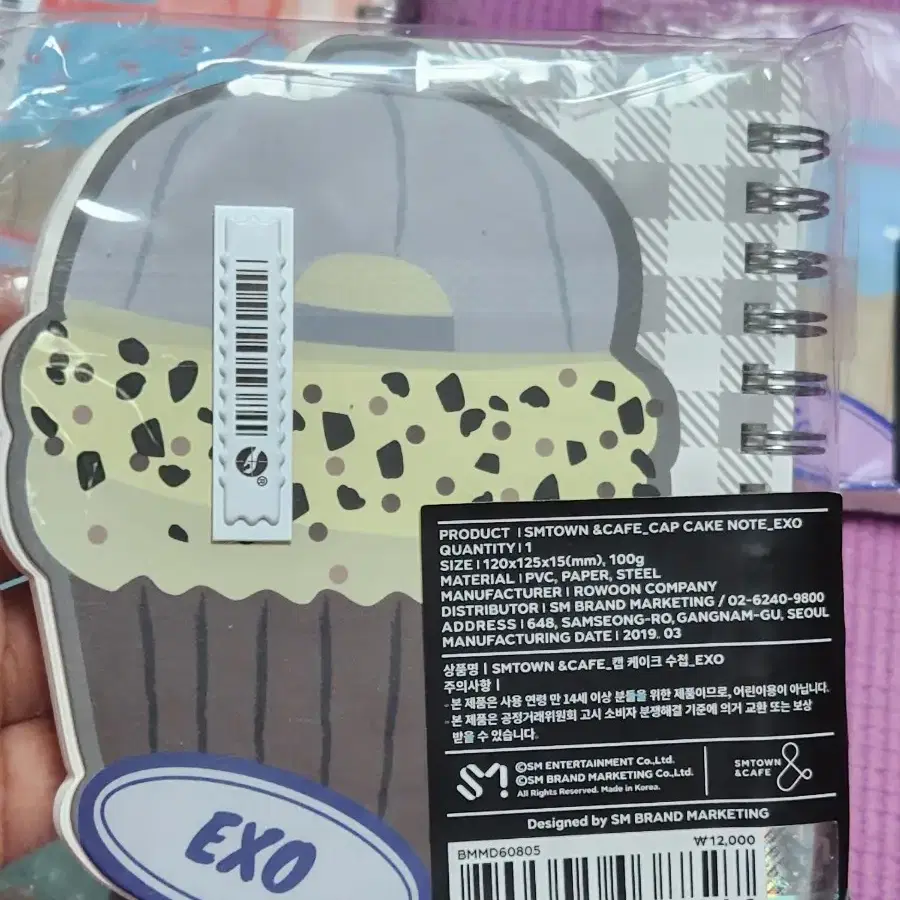 PRODUCT | SMTOWN &CAFE_CAP CAKE NOTE_EXO
QUANTITY | 1
SIZE | 120x125x15(mm), 100g
MATERIAL | PVC, PAPER, STEEL
MANUFACTURER | ROWOON COMPANY
DISTRIBUTOR | SM BRAND MARKETING / 02-6240-9800
ADDRESS | 648, SAMSEONG-RO, GANGNAM-GU, SEOUL
MANUFACTURING DATE | 2019. 03
상품명 | SMTOWN &CAFE_캡 케이크 수첩_EXO
주의사항 |
- 본 제품은 사용 연령 만 14세 이상 분들을 위한 제품이므로, 어린이용이 아닙니다.
- 본 제품은 공정거래위원회 고시 소비자 분쟁해결 기준에 의거 교환 또는 보상
받을 수 있습니다.
SM!
©SM ENTERTAINMENT Co.,Ltd.
©SM BRAND MARKETING Co.,Ltd.
All Rights Reserved. Made in Korea.
SMTOWN
&CAFE
&
Designed by SM BRAND MARKETING
BMMD60805
₩12,000
EXO